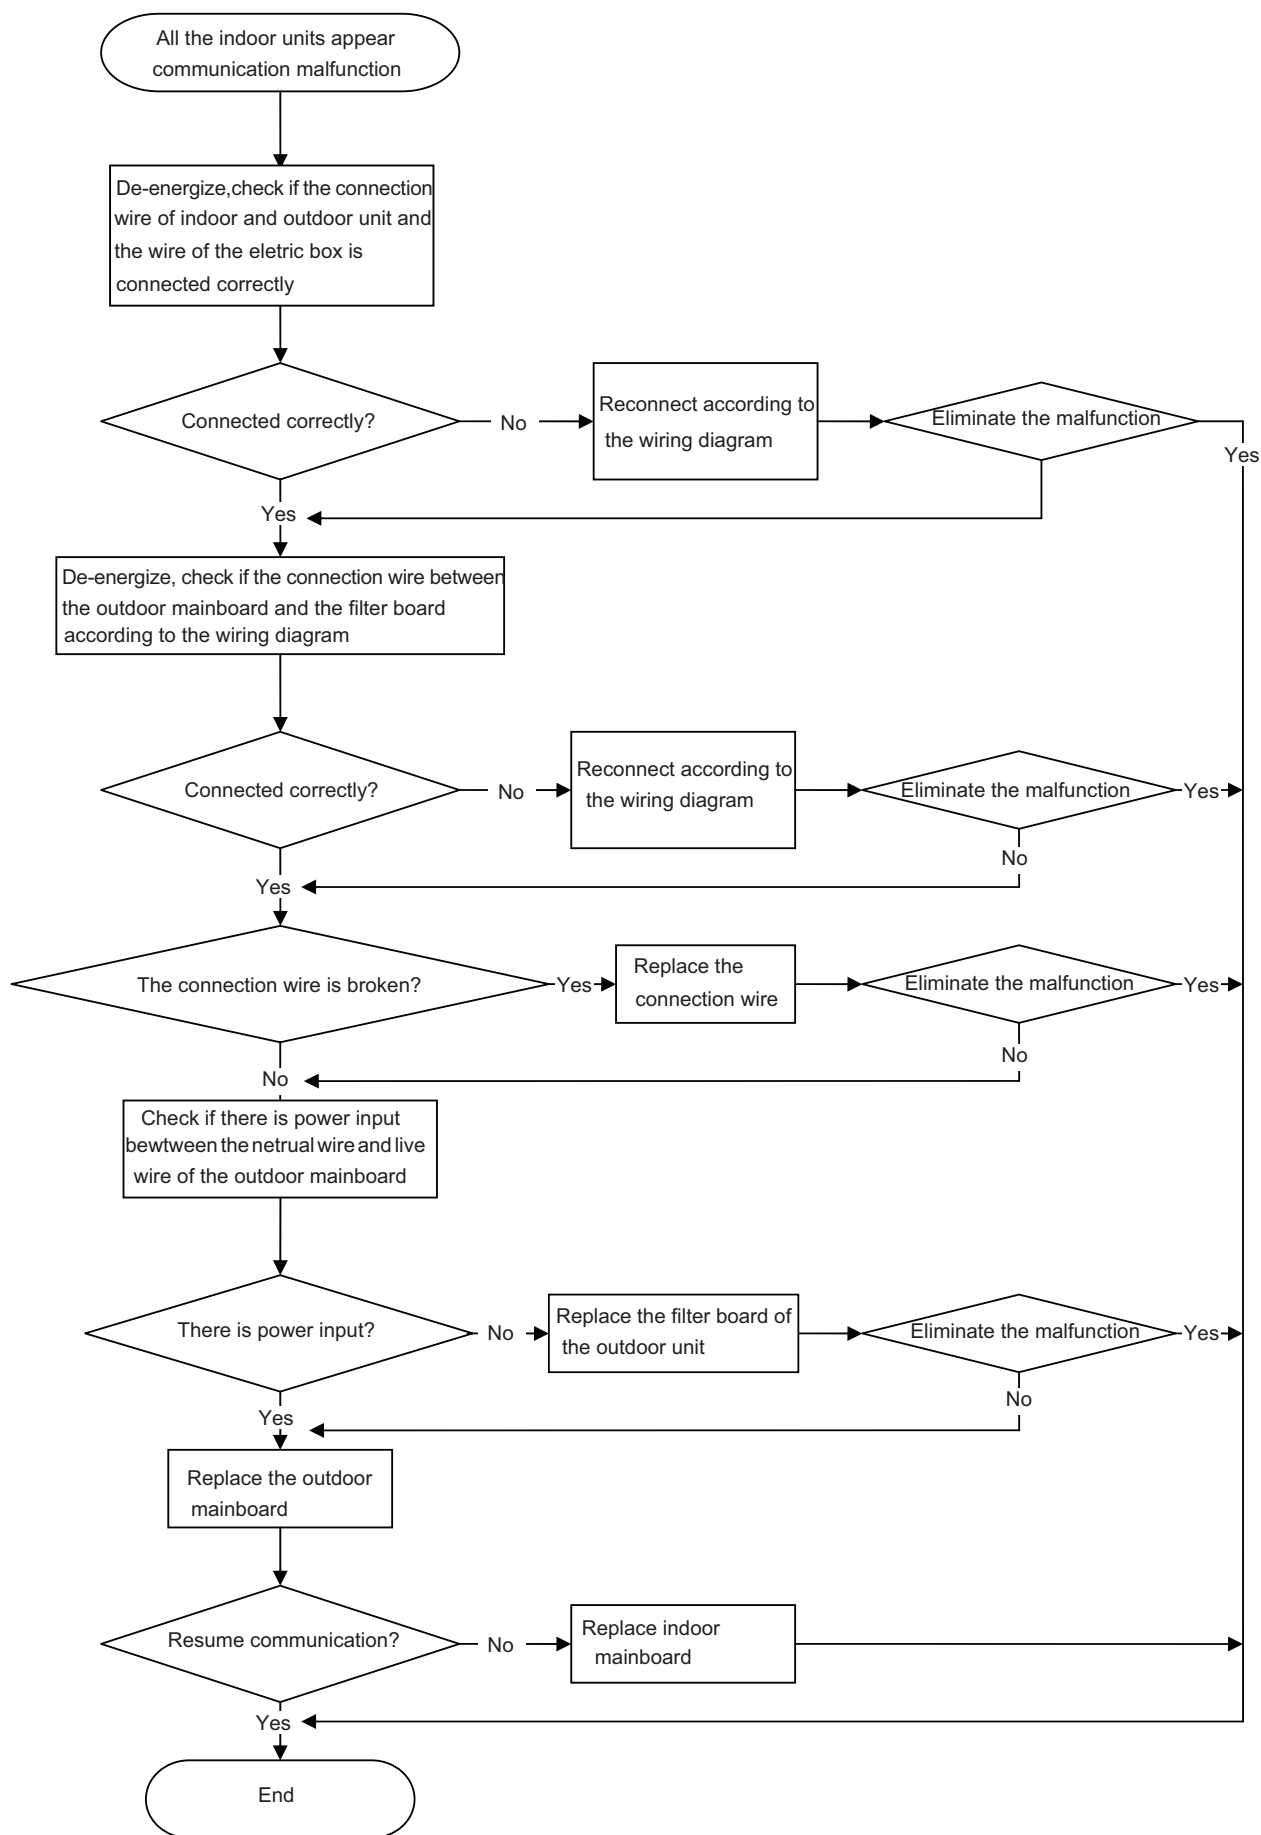 All the indoor units appear
communication malfunction
De-energize,check if the connection
wire of indoor and outdoor unit and
the wire of the eletric box is
connected correctly
Connected correctly?
No
Reconnect according to
the wiring diagram
Eliminate the malfunction
Yes
Yes
De-energize, check if the connection wire between
the outdoor mainboard and the filter board
according to the wiring diagram
Connected correctly?
No
Reconnect according to
the wiring diagram
Eliminate the malfunction
Yes
No
Yes
The connection wire is broken?
Yes
Replace the
connection wire
Eliminate the malfunction
Yes
No
No
Check if there is power input
bewtween the netrual wire and live
wire of the outdoor mainboard
There is power input?
No
Replace the filter board of
the outdoor unit
Eliminate the malfunction
Yes
No
Yes
Replace the outdoor
mainboard
Resume communication?
No
Replace indoor
mainboard
Yes
End